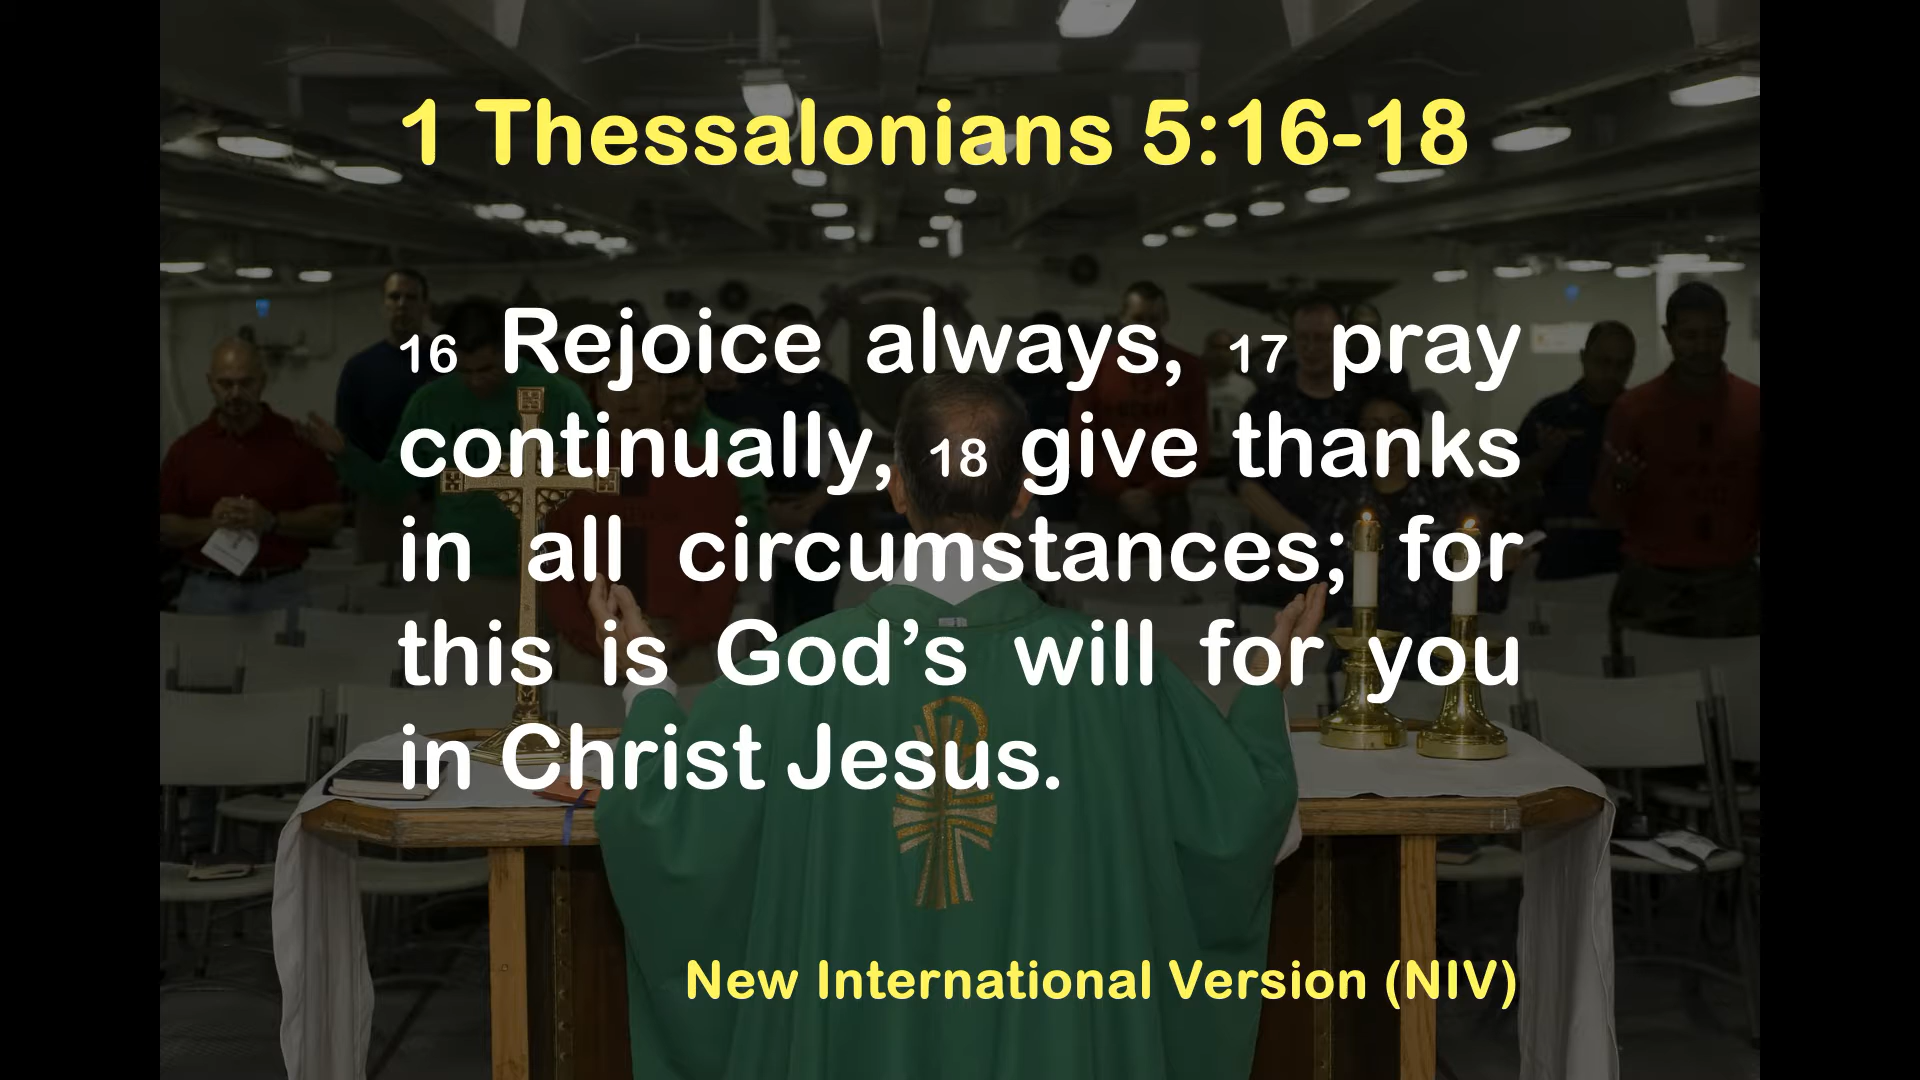 1 Thessalonians 5:16-18
16 Rejoice always, 17 pray
continually, 18 give thanks
in all circumstances; for
this is God’s will for you
in Christ Jesus.
New International Version (NIV)